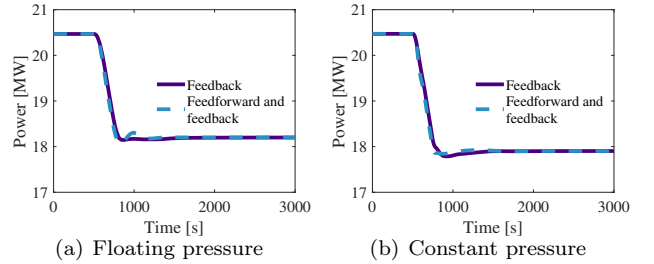 21
20
19
18
17
Power [MW]
Feedback
Feedforward and
feedback
0 1000 2000 3000
Time [s]
(a) Floating pressure
21
20
19
18
17
Power [MW]
Feedback
Feedforward and
feedback
0 1000 2000 3000
Time [s]
(b) Constant pressure